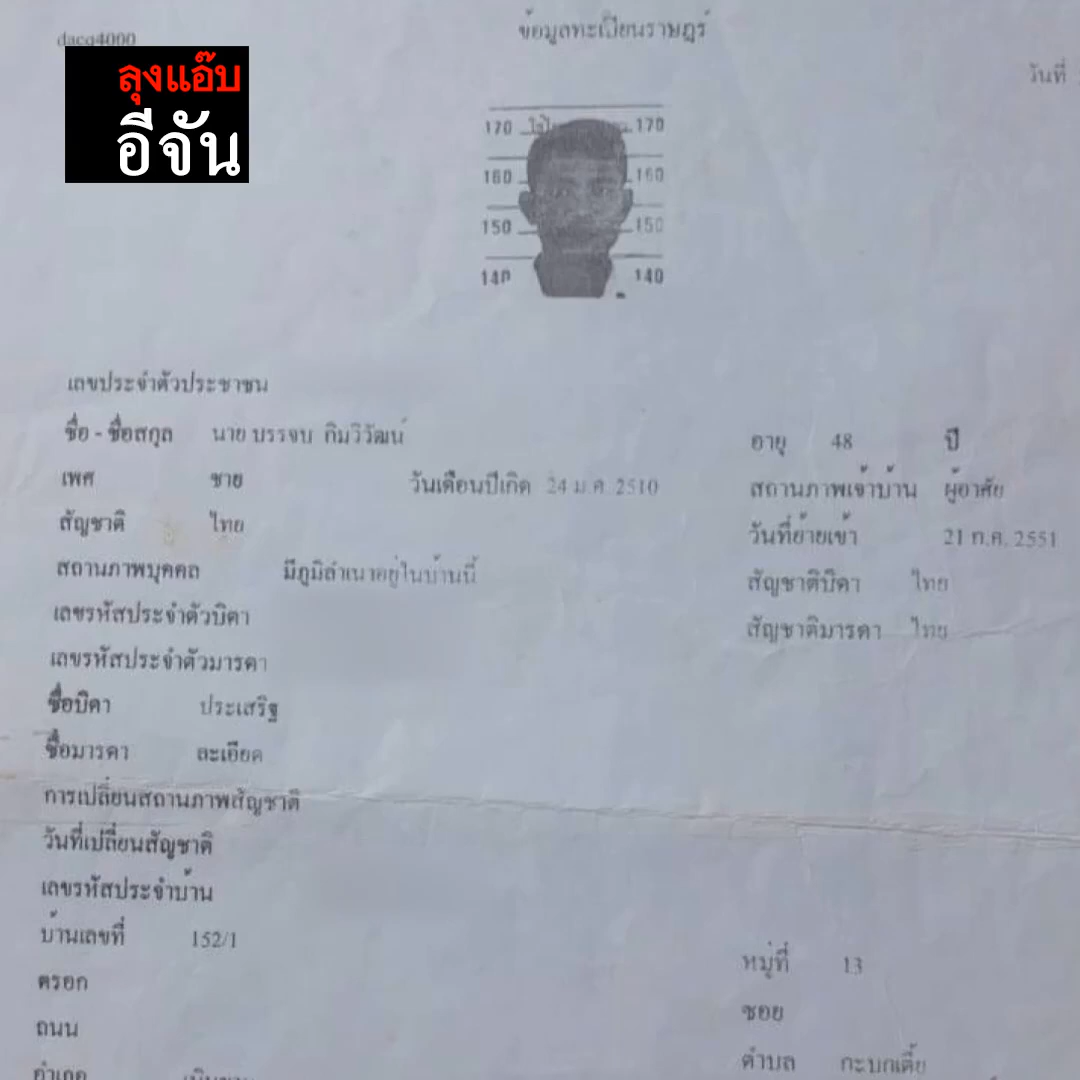 dacq4000
ข้อมูลทะเบียนราษฎร์
ลุงแอ๊บ
อีจัน
วันที่
170 170
160 160
150 150
140 140
เลขประจำตัวประชาชน
ชื่อ - ชื่อสกุล นาย บรรจบ กิมวิวัฒน์ อายุ 48 ปี
เพศ ชาย วันเดือนปีเกิด 24 ม.ค. 2510 สถานภาพเจ้าบ้าน ผู้อาศัย
สัญชาติ ไทย วันที่ย้ายเข้า 21 ก.ค. 2551
สถานภาพบุคคล มีภูมิลำเนาอยู่ในบ้านนี้ สัญชาติบิดา ไทย
เลขรหัสประจำตัวบิดา สัญชาติมารดา ไทย
เลขรหัสประจำตัวมารดา
ชื่อบิดา ประเสริฐ
ชื่อมารดา ละเอียด
การเปลี่ยนสถานภาพสัญชาติ
วันที่เปลี่ยนสัญชาติ
เลขรหัสประจำบ้าน
บ้านเลขที่ 152/1 หมู่ที่ 13
ตรอก ซอย
ถนน ตำบล กะบกเตี้ย
อำเภอ